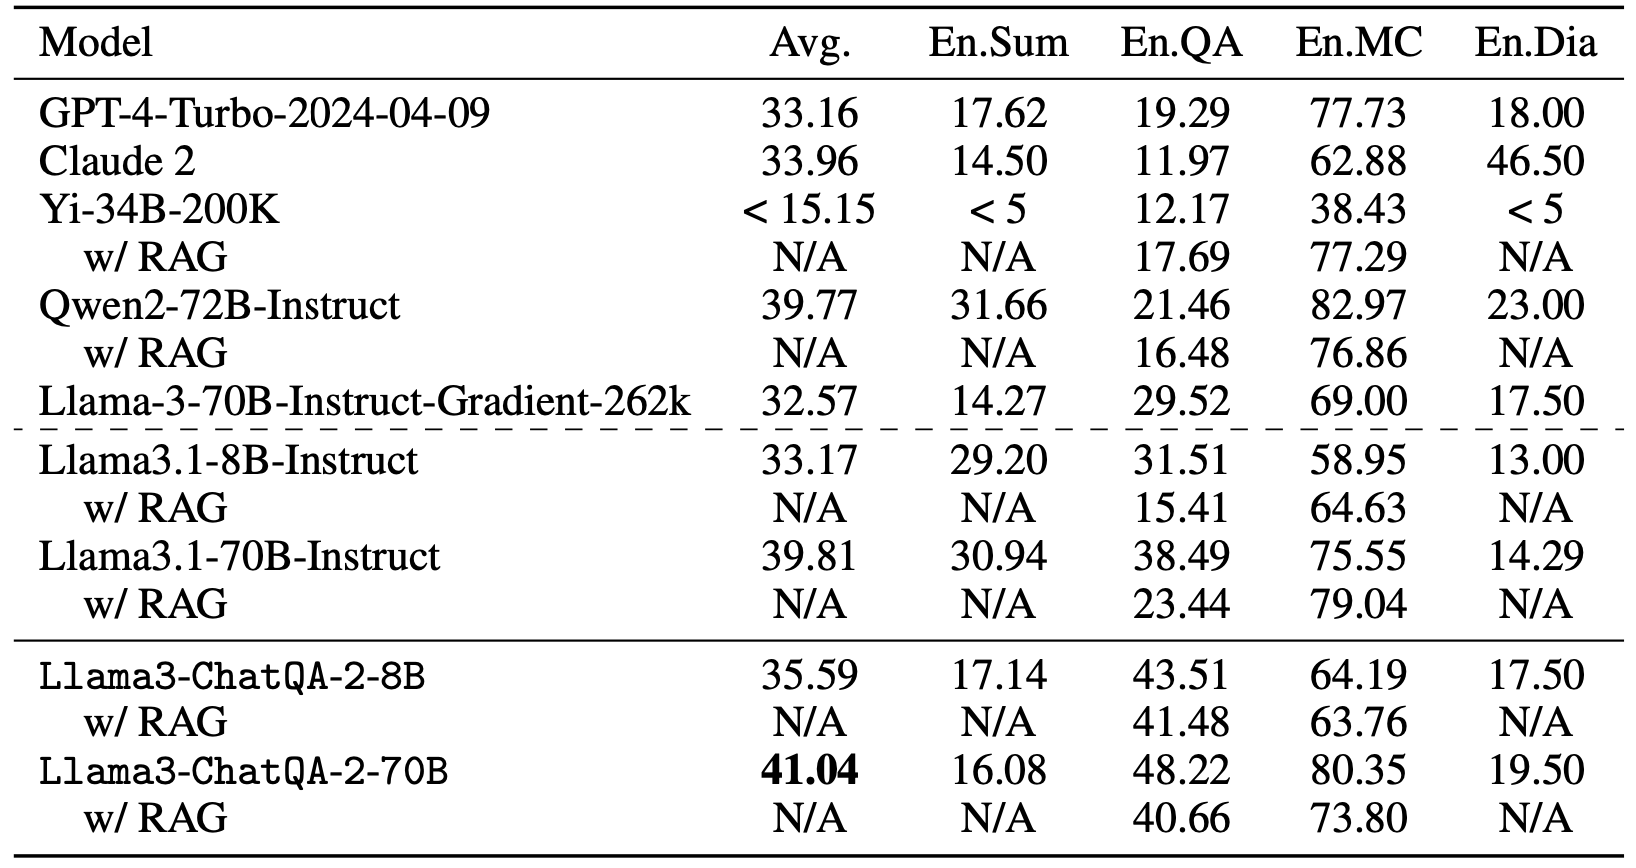 Model Avg. En.Sum En.QA En.MC En.Dia
GPT-4-Turbo-2024-04-09 33.16 17.62 19.29 77.73 18.00
Claude 2 33.96 14.50 11.97 62.88 46.50
Yi-34B-200K < 15.15 < 5 12.17 38.43 < 5
w/ RAG N/A N/A 17.69 77.29 N/A
Qwen2-72B-Instruct 39.77 31.66 21.46 82.97 23.00
w/ RAG N/A N/A 16.48 76.86 N/A
Llama-3-70B-Instruct-Gradient-262k 32.57 14.27 29.52 69.00 17.50
Llama3.1-8B-Instruct 33.17 29.20 31.51 58.95 13.00
w/ RAG N/A N/A 15.41 64.63 N/A
Llama3.1-70B-Instruct 39.81 30.94 38.49 75.55 14.29
w/ RAG N/A N/A 23.44 79.04 N/A
Llama3-ChatQA-2-8B 35.59 17.14 43.51 64.19 17.50
w/ RAG N/A N/A 41.48 63.76 N/A
Llama3-ChatQA-2-70B 41.04 16.08 48.22 80.35 19.50
w/ RAG N/A N/A 40.66 73.80 N/A